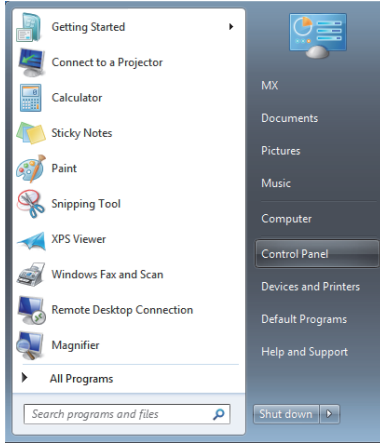 Getting Started
Connect to a Projector
Calculator
Sticky Notes
Paint
Snipping Tool
XPS Viewer
Windows Fax and Scan
Remote Desktop Connection
Magnifier
All Programs
Search programs and files
MX
Documents
Pictures
Music
Computer
Control Panel
Devices and Printers
Default Programs
Help and Support
Shut down